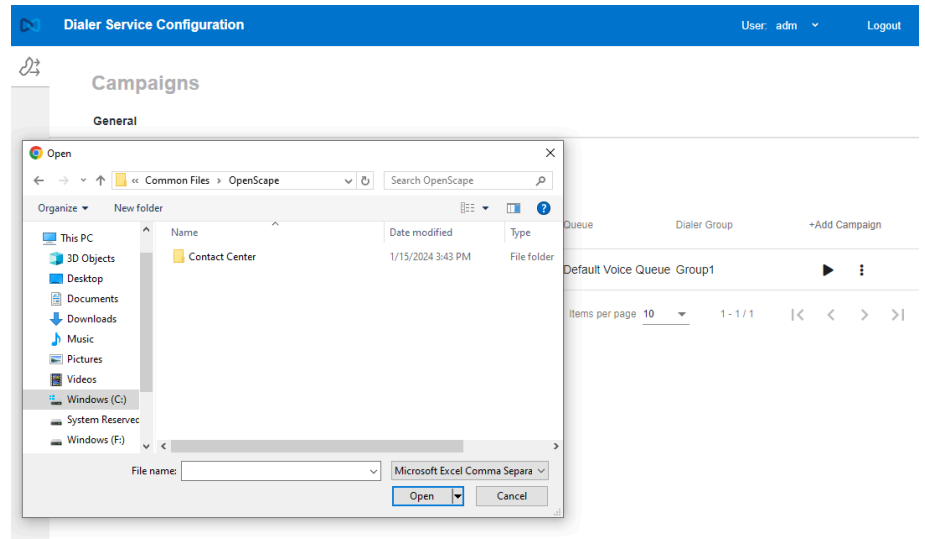 Dialer Service Configuration
User: adm
Logout
Campaigns
General
Open
« Common Files › OpenScape
Search OpenScape
Organize
New folder
Name
Date modified
Type
This PC
3D Objects
Desktop
Documents
Downloads
Music
Pictures
Videos
Windows (C:)
System Reserved
Windows (F:)
Contact Center
1/15/2024 3:43 PM
File folder
File name:
Microsoft Excel Comma Separa
Open
Cancel
Queue
Dialer Group
+Add Campaign
Default Voice Queue
Group1
Items per page
10
1 - 1 / 1